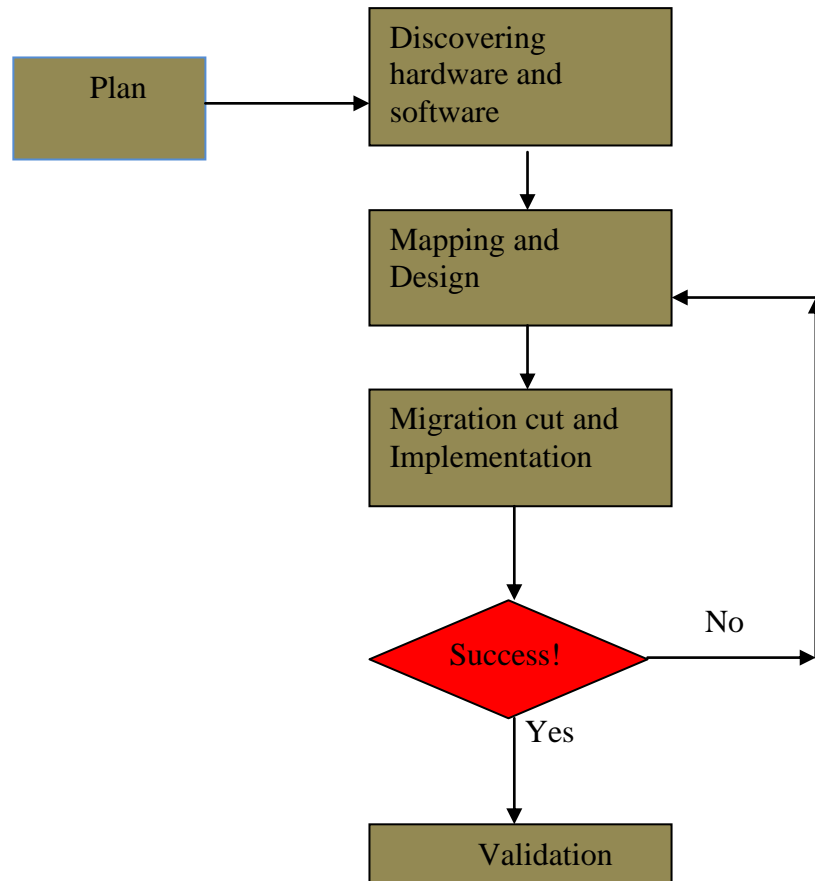 Plan
Discovering
hardware and
software
Mapping and
Design
Migration cut and
Implementation
Success!
No
Yes
Validation